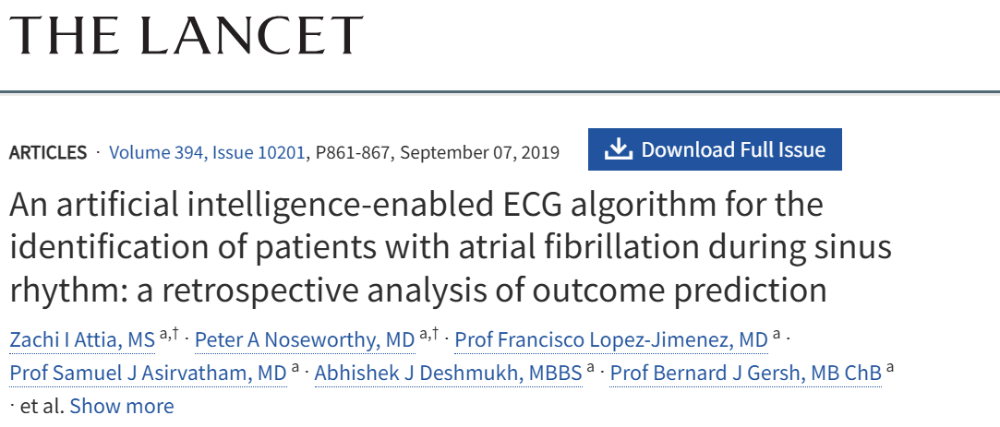 THE LANCET
ARTICLES · Volume 394, Issue 10201, P861-867, September 07, 2019
Download Full Issue
An artificial intelligence-enabled ECG algorithm for the
identification of patients with atrial fibrillation during sinus
rhythm: a retrospective analysis of outcome prediction
Zachi I Attia, MS a,† · Peter A Noseworthy, MD a,† · Prof Francisco Lopez-Jimenez, MD a ·
Prof Samuel J Asirvatham, MD a · Abhishek J Deshmukh, MBBS a · Prof Bernard J Gersh, MB ChB a
· et al. Show more